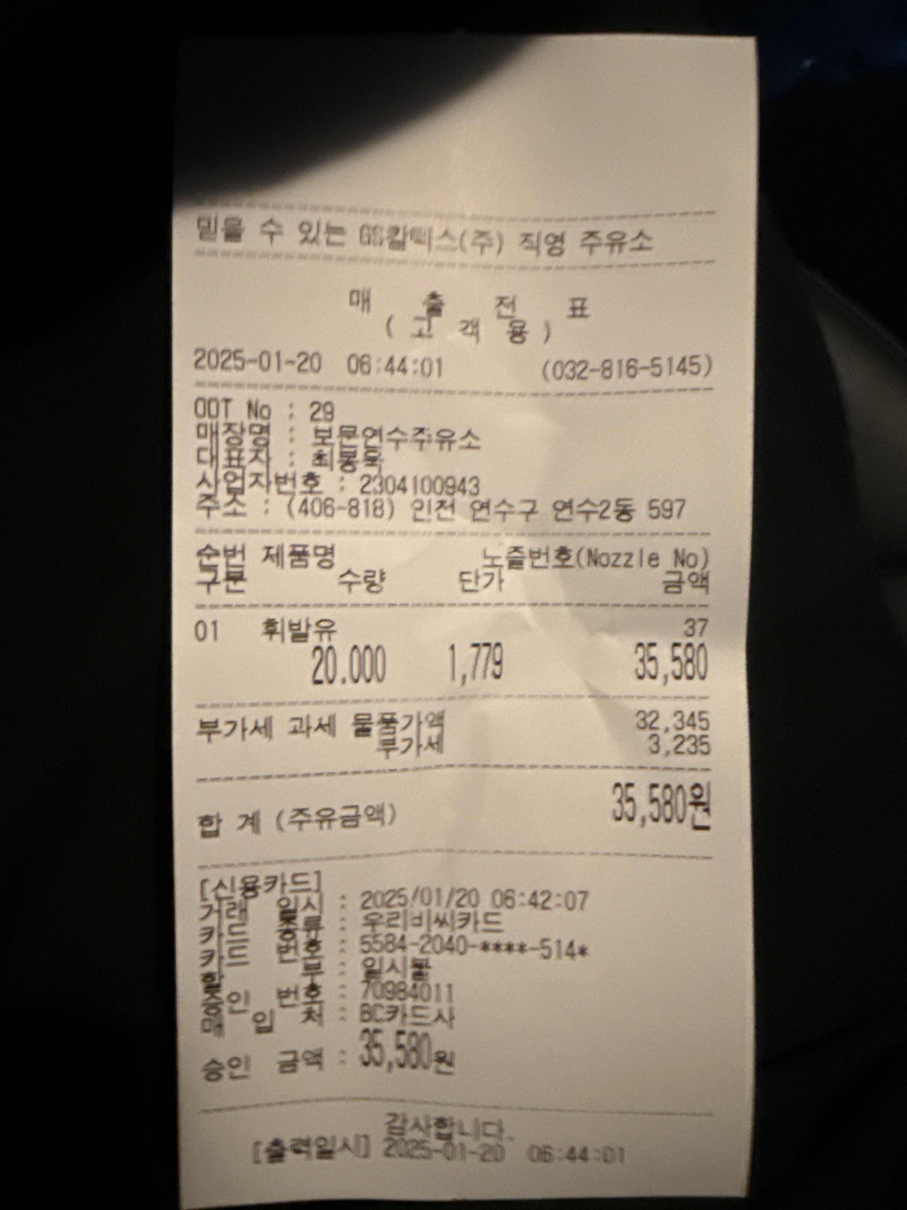 믿을 수 있는 GS칼텍스(주) 직영 주유소
매 출 전 표
( 고 객 용 )
2025-01-20 06:44:01 (032-816-5145)
ODT No : 29
매장명 : 보문연수주유소
대표자 : 최봉욱
사업자번호 : 2304100943
주소 : (406-818) 인천 연수구 연수2동 597
순번 제품명 노즐번호(Nozzle No)
구분 수량 단가 금액
01 휘발유 37
20.000 1,779 35,580
부가세 과세 물품가액 32,345
부가세 3,235
합 계 (주유금액) 35,580원
[신용카드]
거래 일시 : 2025/01/20 06:42:07
카드 종류 : 우리비씨카드
카드 번호 : 5584-2040-****-514*
할 부 : 일시불
승인 번호 : 70984011
매 입 처 : BC카드사
승인 금액 : 35,580원
감사합니다.
[출력일시] 2025-01-20 06:44:01